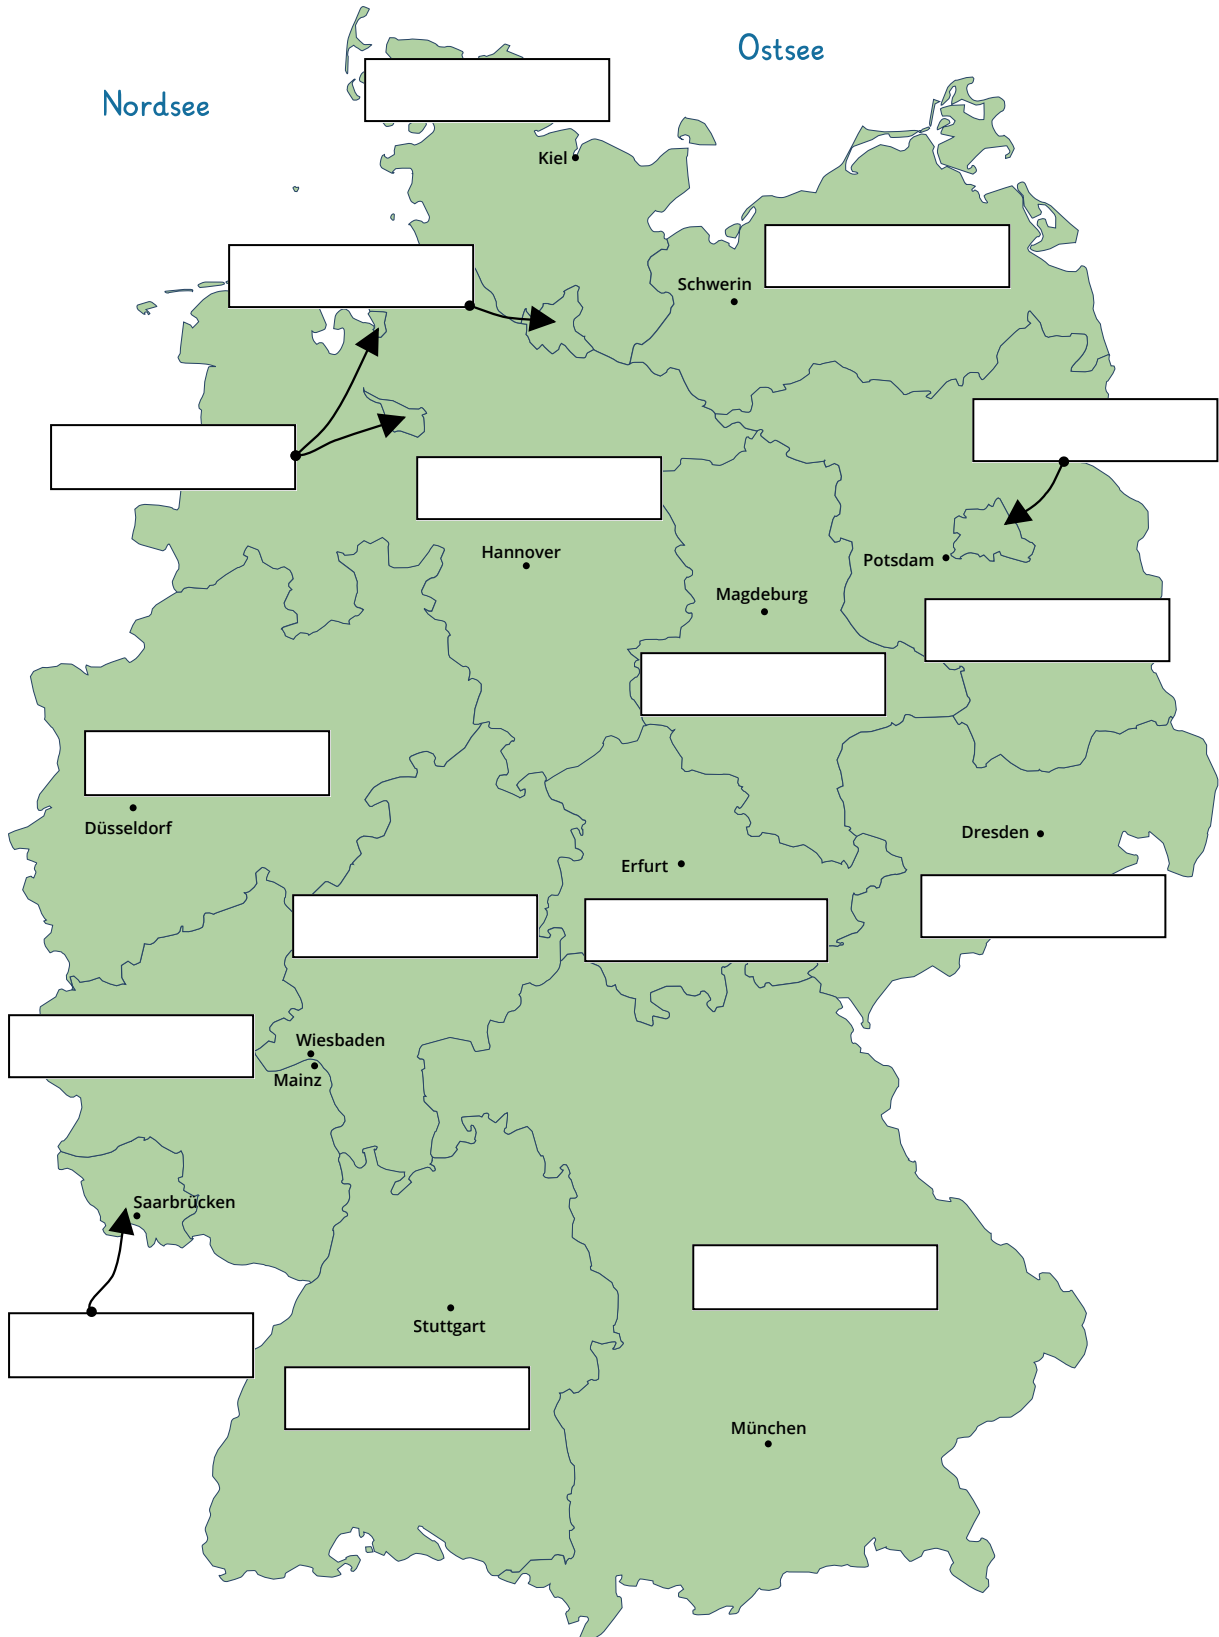 Ostsee
Nordsee
Kiel
Schwerin
Hannover
Potsdam
Magdeburg
Düsseldorf
Dresden
Erfurt
Wiesbaden
Mainz
Saarbrücken
Stuttgart
München